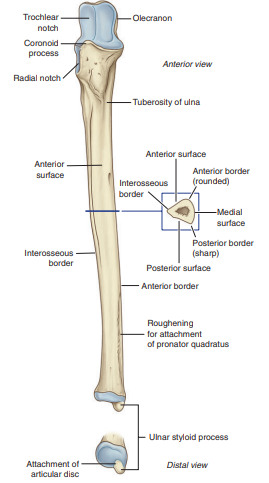 Trochlear
notch
Olecranon
Coronoid
process
Anterior view
Radial notch
Tuberosity of ulna
Anterior surface
Anterior
surface
Interosseous
border
Anterior border
(rounded)
Medial
surface
Posterior border
(sharp)
Interosseous
border
Posterior surface
Anterior border
Roughening
for attachment
of pronator quadratus
Ulnar styloid process
Attachment of
articular disc
Distal view